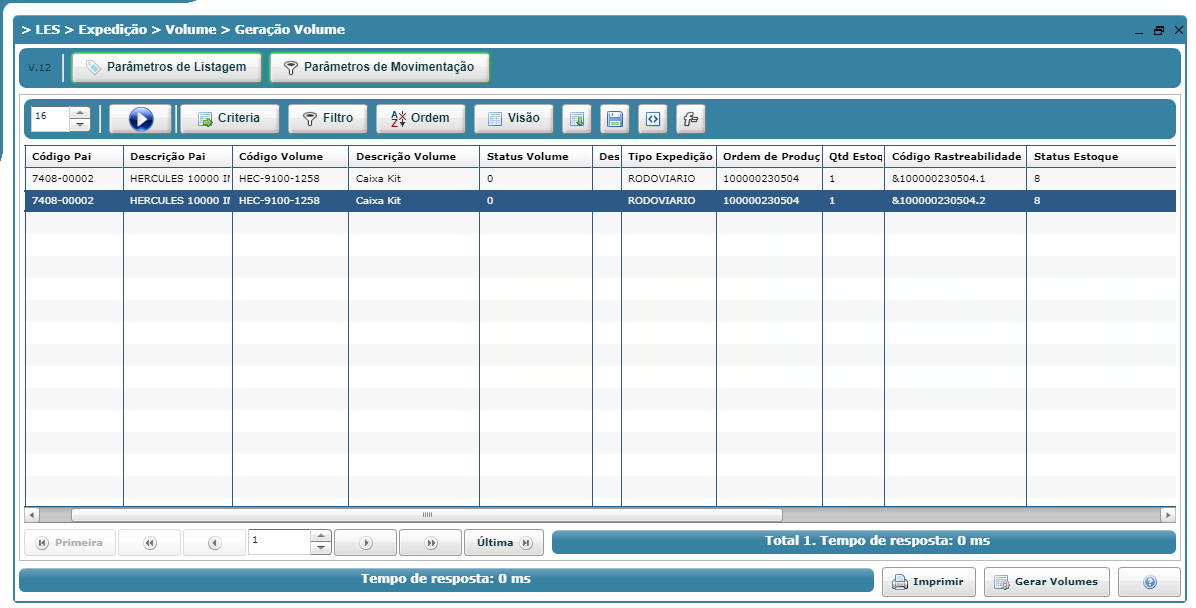 > LES > Expedição > Volume > Geração Volume
V.12 Parâmetros de Listagem Parâmetros de Movimentação
16 Criteria Filtro Ordem Visão
Código Pai Descrição Pai Código Volume Descrição Volume Status Volume Des Tipo Expedição Ordem de Produç Qtd Estoq Código Rastreabilidade Status Estoque
7408-00002 HERCULES 10000 IN HEC-9100-1258 Caixa Kit 0 RODOVIARIO 100000230504 1 &100000230504.1 8
7408-00002 HERCULES 10000 IN HEC-9100-1258 Caixa Kit 0 RODOVIARIO 100000230504 1 &100000230504.2 8
Primeira 1 Última Total 1. Tempo de resposta: 0 ms
Tempo de resposta: 0 ms Imprimir Gerar Volumes